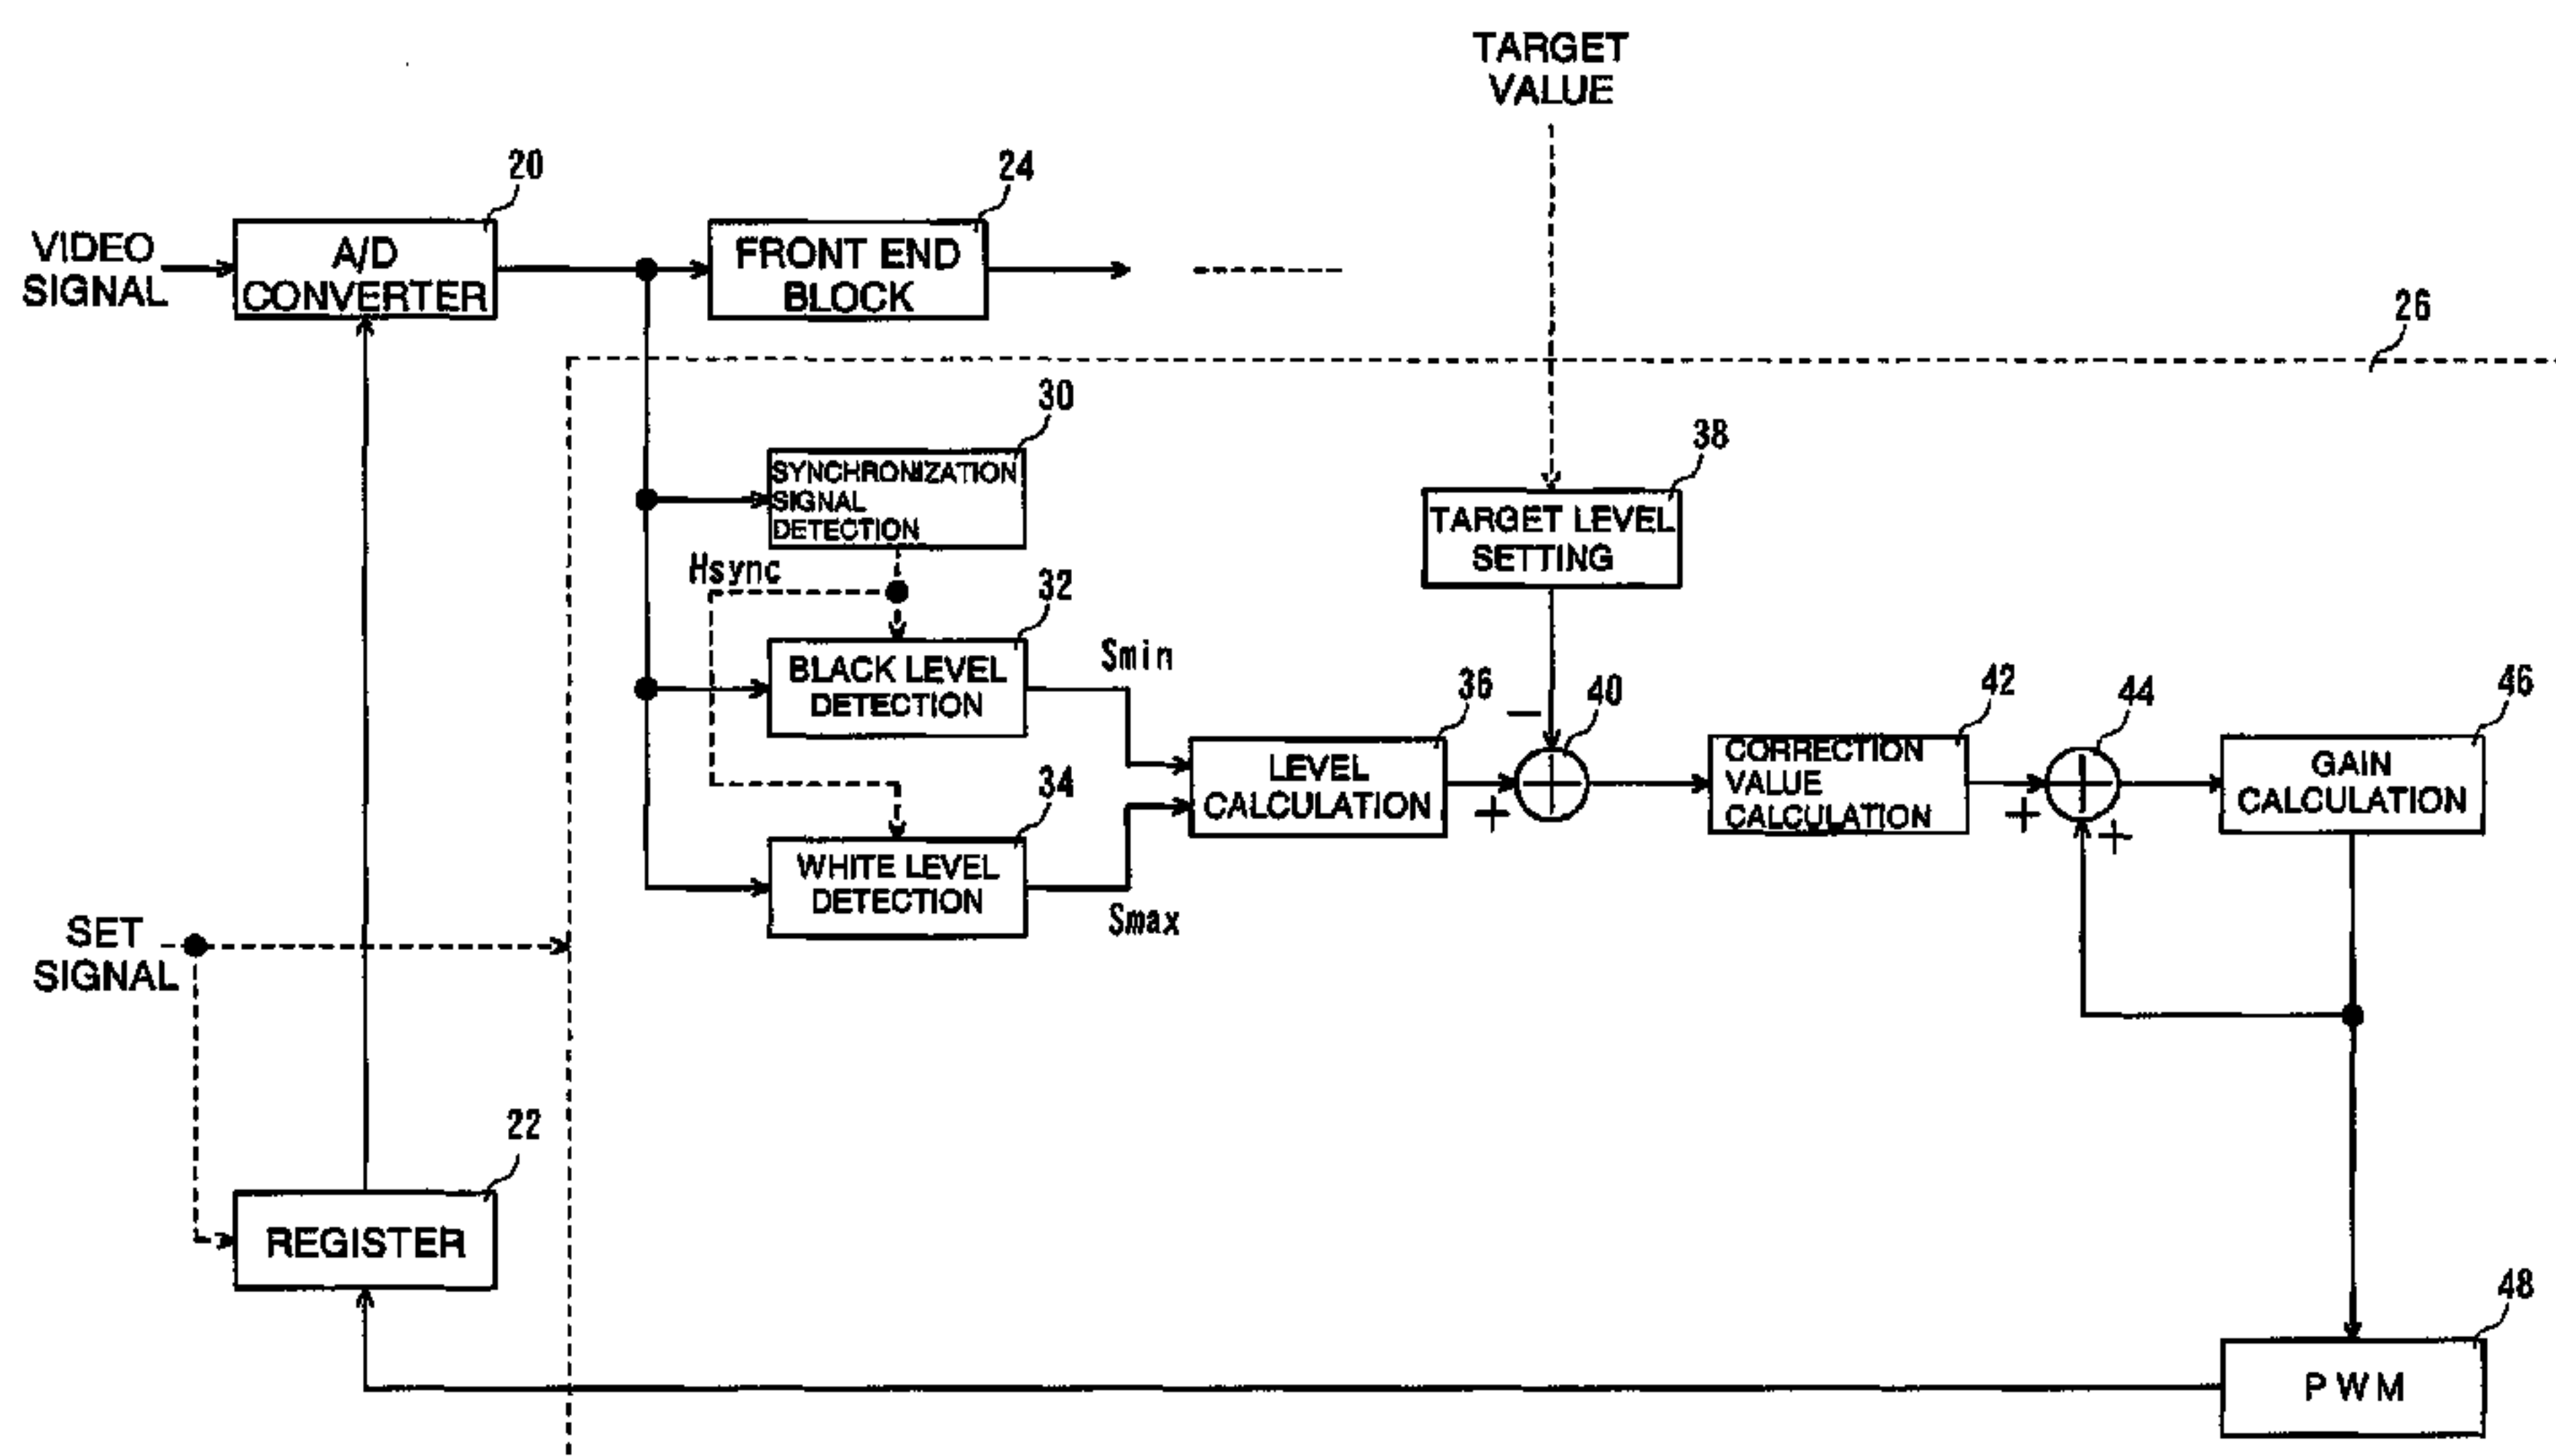 TARGET
VALUE
20
24
VIDEO
SIGNAL
A/D
CONVERTER
FRONT END
BLOCK
26
30
SYNCHRONIZATION
SIGNAL
DETECTION
38
TARGET LEVEL
SETTING
Hsync
32
BLACK LEVEL
DETECTION
Smin
36
LEVEL
CALCULATION
−
+
40
42
CORRECTION
VALUE
CALCULATION
44
+
+
46
GAIN
CALCULATION
34
WHITE LEVEL
DETECTION
Smax
SET
SIGNAL
22
REGISTER
48
PWM